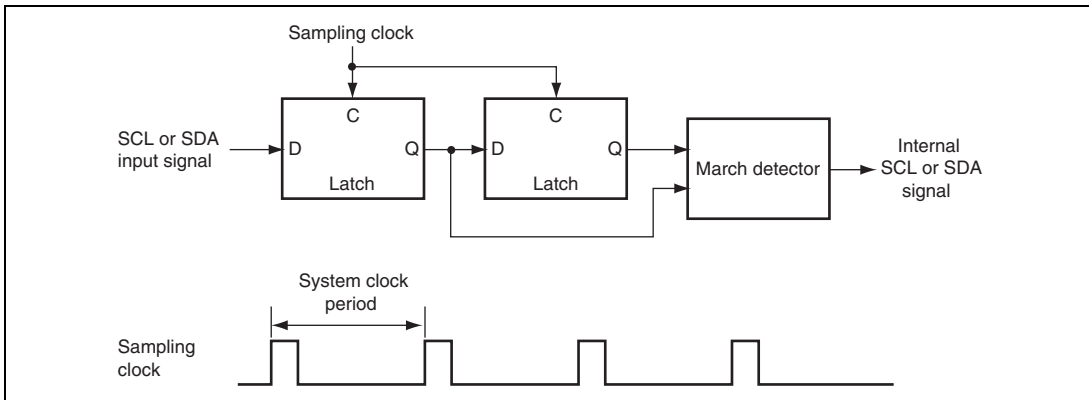 Sampling clock
C
C
SCL or SDA
input signal
D
Q
D
Q
Latch
Latch
March detector
Internal
SCL or SDA
signal
System clock
period
Sampling
clock